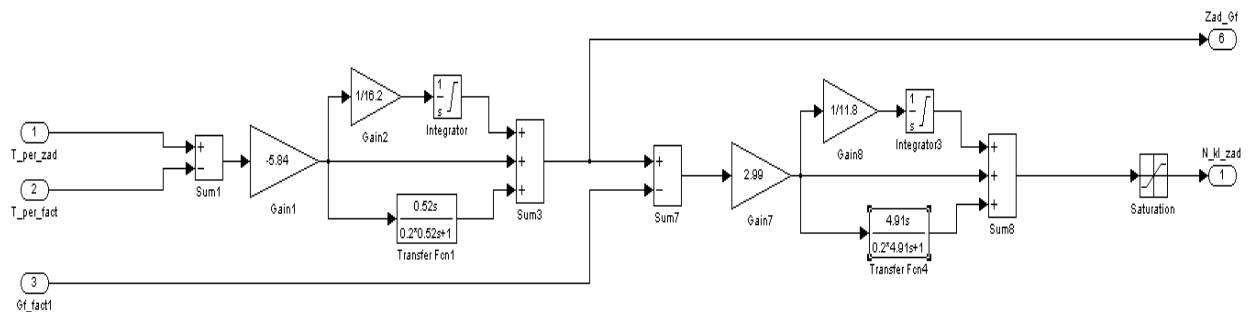 Zad_Gf
6
1/16.2
1
s
Gain2
Integrator
1/11.8
1
s
Gain8
Integrator3
1
T_per_zad
+
−
Sum1
2
T_per_fact
-5.84
Gain1
+
+
+
Sum3
0.52s
0.2*0.52s+1
Transfer Fcn1
+
−
Sum7
2.99
Gain7
+
+
+
Sum8
4.91s
0.2*4.91s+1
Transfer Fcn4
Saturation
N_kl_zad
1
3
Gf_fact1